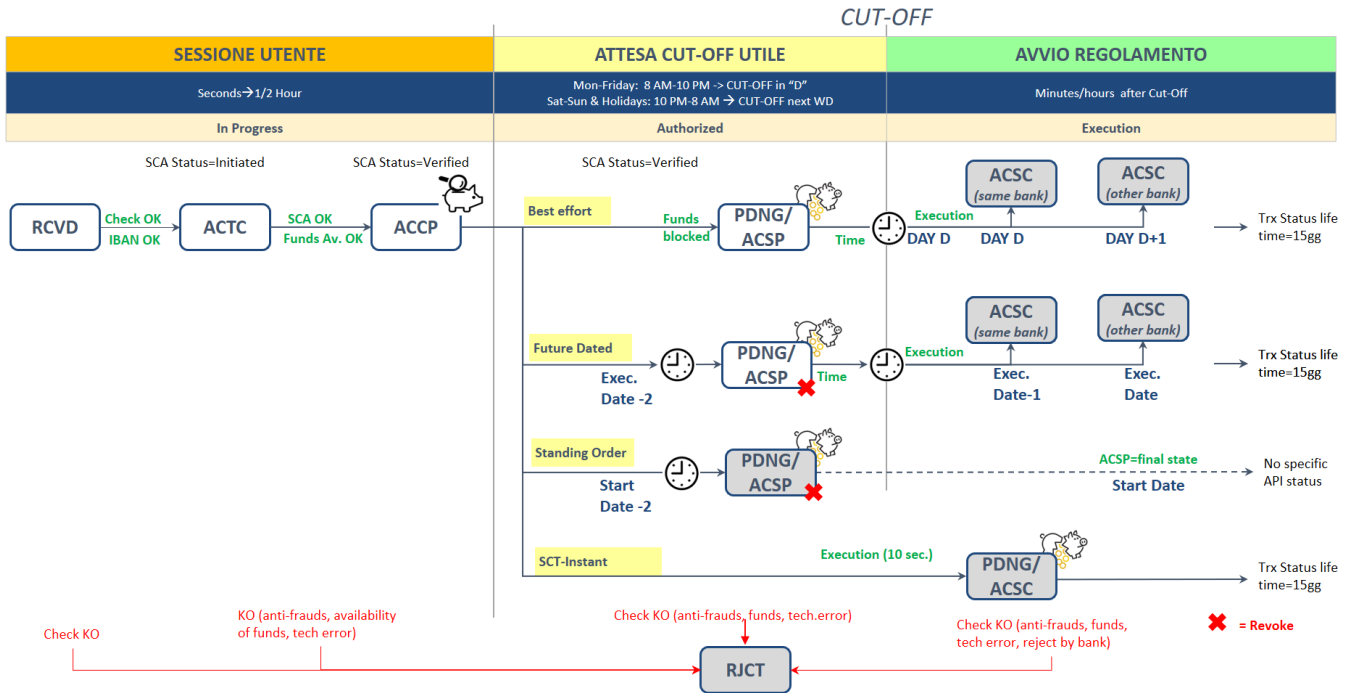 CUT-OFF
SESSIONE UTENTE
ATTESA CUT-OFF UTILE
AVVIO REGOLAMENTO
Seconds→1/2 Hour
Mon-Friday: 8 AM-10 PM -> CUT-OFF in “D”
Sat-Sun & Holidays: 10 PM-8 AM → CUT-OFF next WD
Minutes/hours after Cut-Off
In Progress
Authorized
Execution
SCA Status=Initiated
SCA Status=Verified
SCA Status=Verified
RCVD
Check OK
IBAN OK
ACTC
SCA OK
Funds Av. OK
ACCP
Best effort
Funds
blocked
PDNG/
ACSP
Time
Execution
DAY D
ACSC
(same bank)
DAY D
ACSC
(other bank)
DAY D+1
Trx Status life
time=15gg
Future Dated
Exec.
Date -2
PDNG/
ACSP
Time
Execution
ACSC
(same bank)
Exec.
Date-1
ACSC
(other bank)
Exec.
Date
Trx Status life
time=15gg
Standing Order
Start
Date -2
PDNG/
ACSP
ACSP=final state
Start Date
No specific
API status
SCT-Instant
Execution (10 sec.)
PDNG/
ACSC
Trx Status life
time=15gg
Check KO
KO (anti-frauds, availability
of funds, tech error)
Check KO (anti-frauds, funds, tech.error)
Check KO (anti-frauds, funds,
tech error, reject by bank)
= Revoke
RJCT